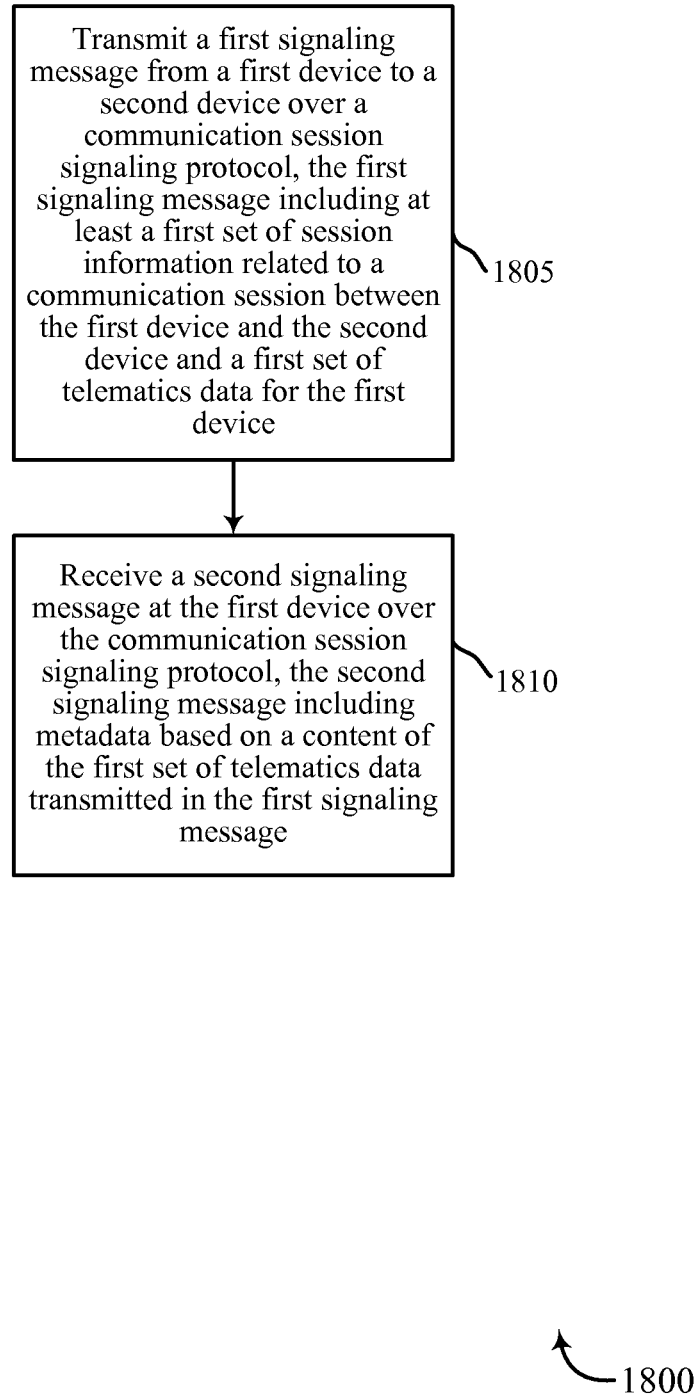 Transmit a first signaling
message from a first device to a
second device over a
communication session
signaling protocol, the first
signaling message including at
least a first set of session
information related to a
communication session between
the first device and the second
device and a first set of
telematics data for the first
device
1805
Receive a second signaling
message at the first device over
the communication session
signaling protocol, the second
signaling message including
metadata based on a content of
the first set of telematics data
transmitted in the first signaling
message
1810
1800